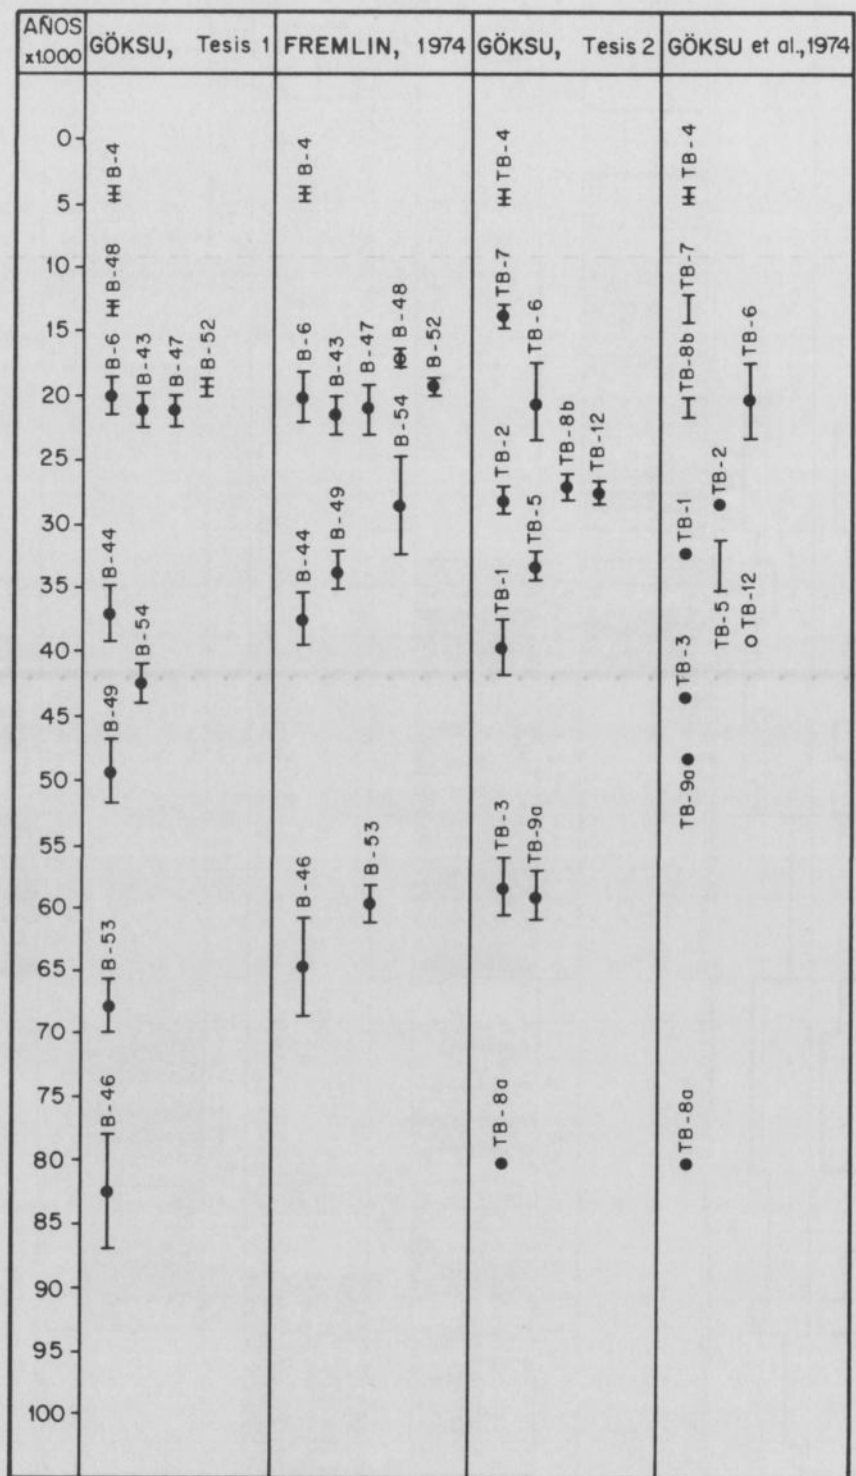 AÑOS x1.000
GÖKSU, Tesis 1
FREMLIN, 1974
GÖKSU, Tesis 2
GÖKSU et al., 1974
0
5
10
15
20
25
30
35
40
45
50
55
60
65
70
75
80
85
90
95
100
B-4
B-48
B-6
B-43
B-47
B-52
B-44
B-54
B-49
B-53
B-46
B-4
B-6
B-43
B-47
B-48
B-52
B-54
B-49
B-44
B-53
B-46
TB-4
TB-7
TB-6
TB-2
TB-8b
TB-12
TB-5
TB-1
TB-3
TB-9a
TB-8a
TB-4
TB-7
TB-8b
TB-6
TB-2
TB-1
TB-5
TB-12
TB-3
TB-9a
TB-8a